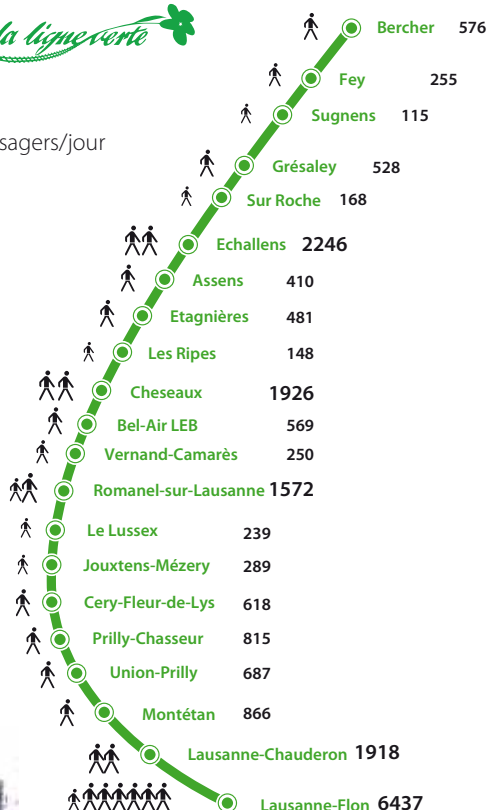 la ligne verte
Bercher 576
Fey 255
Sugnens 115
sagers/jour
Grésaley 528
Sur Roche 168
Echallens 2246
Assens 410
Etagnières 481
Les Ripes 148
Cheseaux 1926
Bel-Air LEB 569
Vernand-Camarès 250
Romanel-sur-Lausanne 1572
Le Lussex 239
Jouxtens-Mézery 289
Cery-Fleur-de-Lys 618
Prilly-Chasseur 815
Union-Prilly 687
Montétan 866
Lausanne-Chauderon 1918
Lausanne-Flon 6437